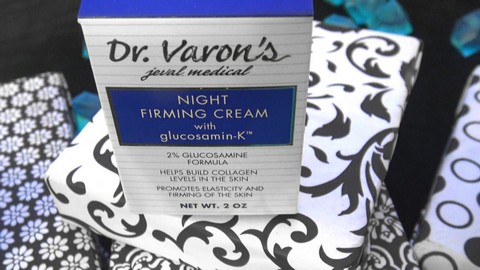 Dr. Varon's
jeval medical
NIGHT
FIRMING CREAM
with
glucosamin-K™
2% GLUCOSAMINE
FORMULA
HELPS BUILD COLLAGEN
LEVELS IN THE SKIN
PROMOTES ELASTICITY AND
FIRMING OF THE SKIN
NET WT. 2 OZ